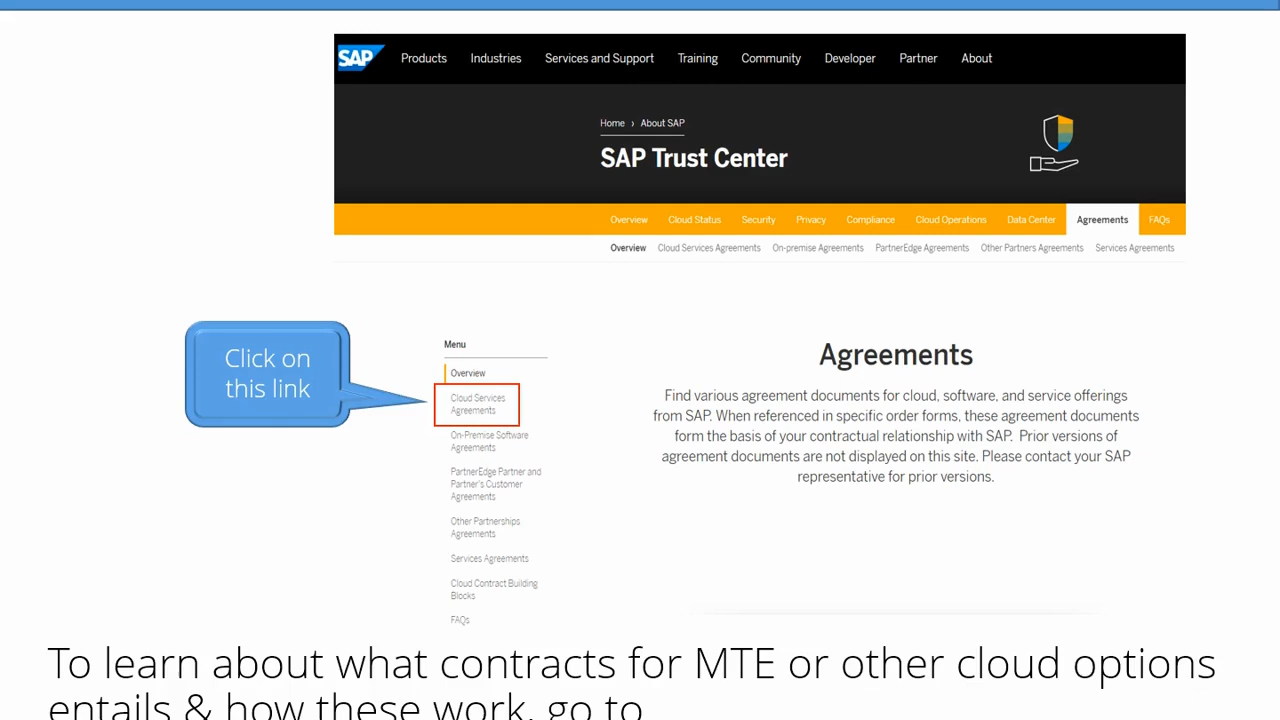 SAP Products Industries Services and Support Training Community Developer Partner About
Home › About SAP
SAP Trust Center
Overview Cloud Status Security Privacy Compliance Cloud Operations Data Center Agreements FAQs
Overview Cloud Services Agreements On-premise Agreements PartnerEdge Agreements Other Partners Agreements Services Agreements
Click on
this link
Menu
Overview
Cloud Services
Agreements
On-Premise Software
Agreements
PartnerEdge Partner and
Partner's Customer
Agreements
Other Partnerships
Agreements
Services Agreements
Cloud Contract Building
Blocks
FAQs
Agreements
Find various agreement documents for cloud, software, and service offerings
from SAP. When referenced in specific order forms, these agreement documents
form the basis of your contractual relationship with SAP. Prior versions of
agreement documents are not displayed on this site. Please contact your SAP
representative for prior versions.
To learn about what contracts for MTE or other cloud options
entails & how these work, go to